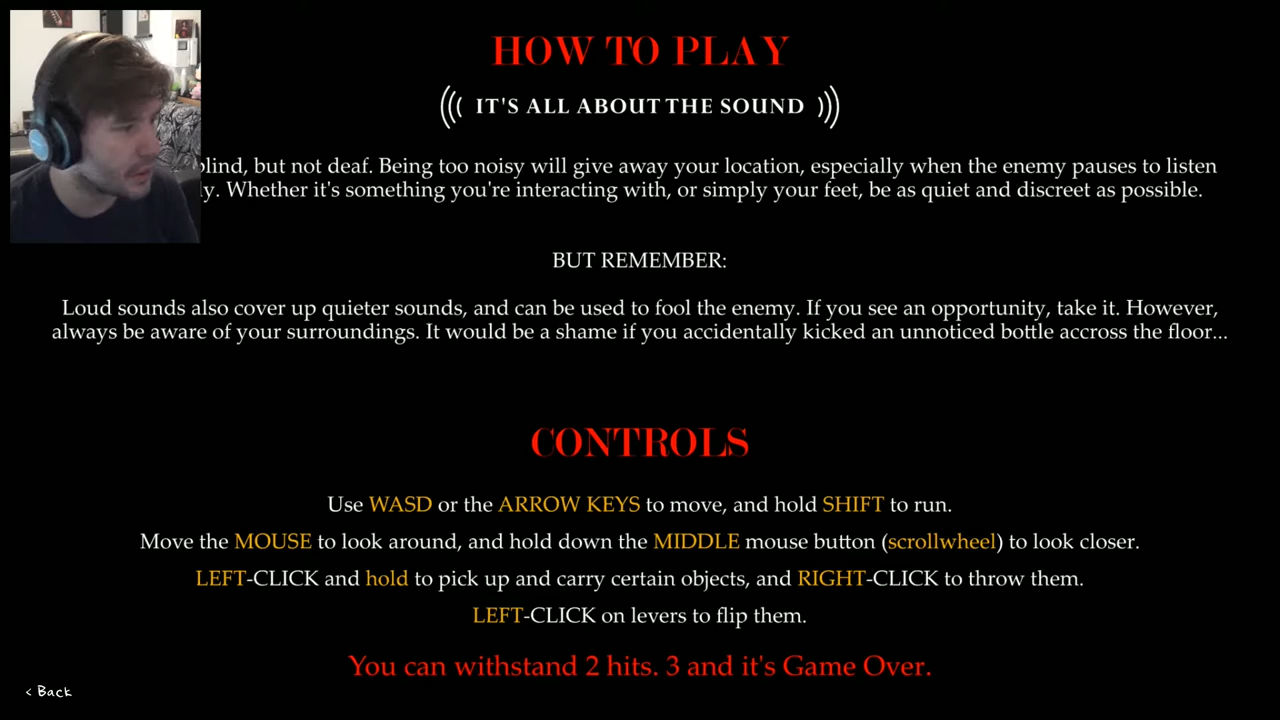 HOW TO PLAY
IT'S ALL ABOUT THE SOUND
blind, but not deaf. Being too noisy will give away your location, especially when the enemy pauses to listen
Whether it's something you're interacting with, or simply your feet, be as quiet and discreet as possible.
BUT REMEMBER:
Loud sounds also cover up quieter sounds, and can be used to fool the enemy. If you see an opportunity, take it. However,
always be aware of your surroundings. It would be a shame if you accidentally kicked an unnoticed bottle accross the floor...
CONTROLS
Use WASD or the ARROW KEYS to move, and hold SHIFT to run.
Move the MOUSE to look around, and hold down the MIDDLE mouse button (scrollwheel) to look closer.
LEFT-CLICK and hold to pick up and carry certain objects, and RIGHT-CLICK to throw them.
LEFT-CLICK on levers to flip them.
You can withstand 2 hits. 3 and it's Game Over.
< Back